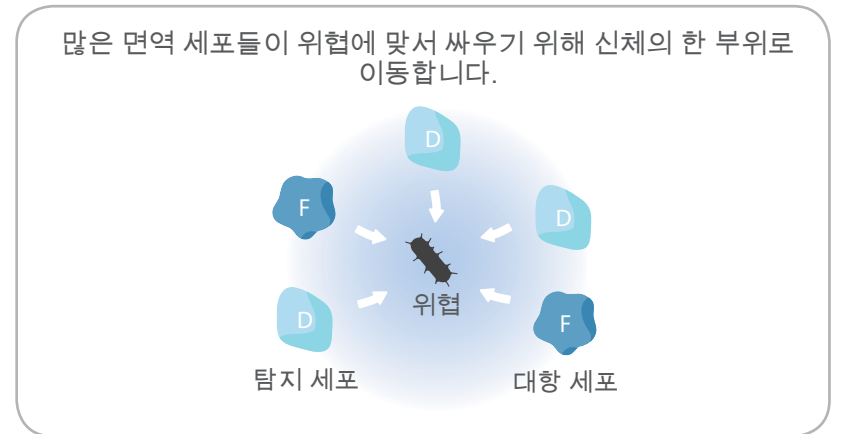 많은 면역 세포들이 위협에 맞서 싸우기 위해 신체의 한 부위로
이동합니다.
D
F
D
위협
D
F
탐지 세포
대항 세포